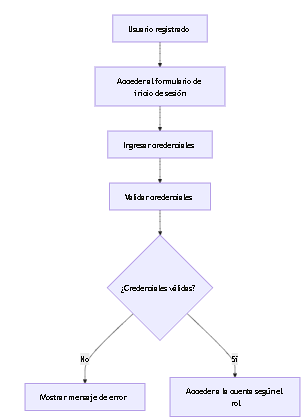 Usuario registrado
Acceder al formulario de
inicio de sesión
Ingresar credenciales
Validar credenciales
¿Credenciales válidas?
No
Sí
Mostrar mensaje de error
Acceder a la cuenta según el
rol